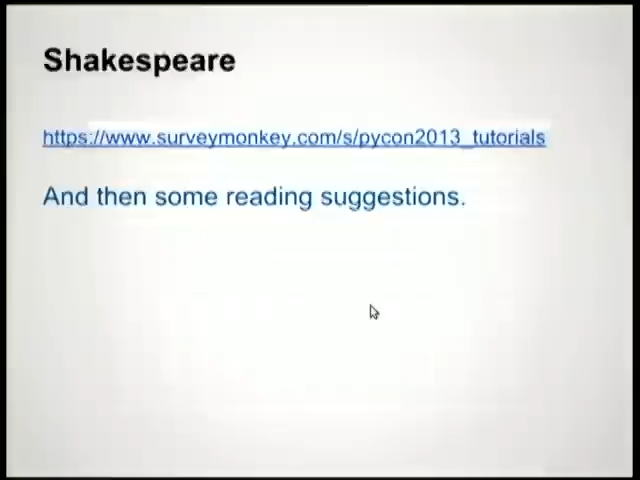 Shakespeare
https://www.surveymonkey.com/s/pycon2013_tutorials
And then some reading suggestions.